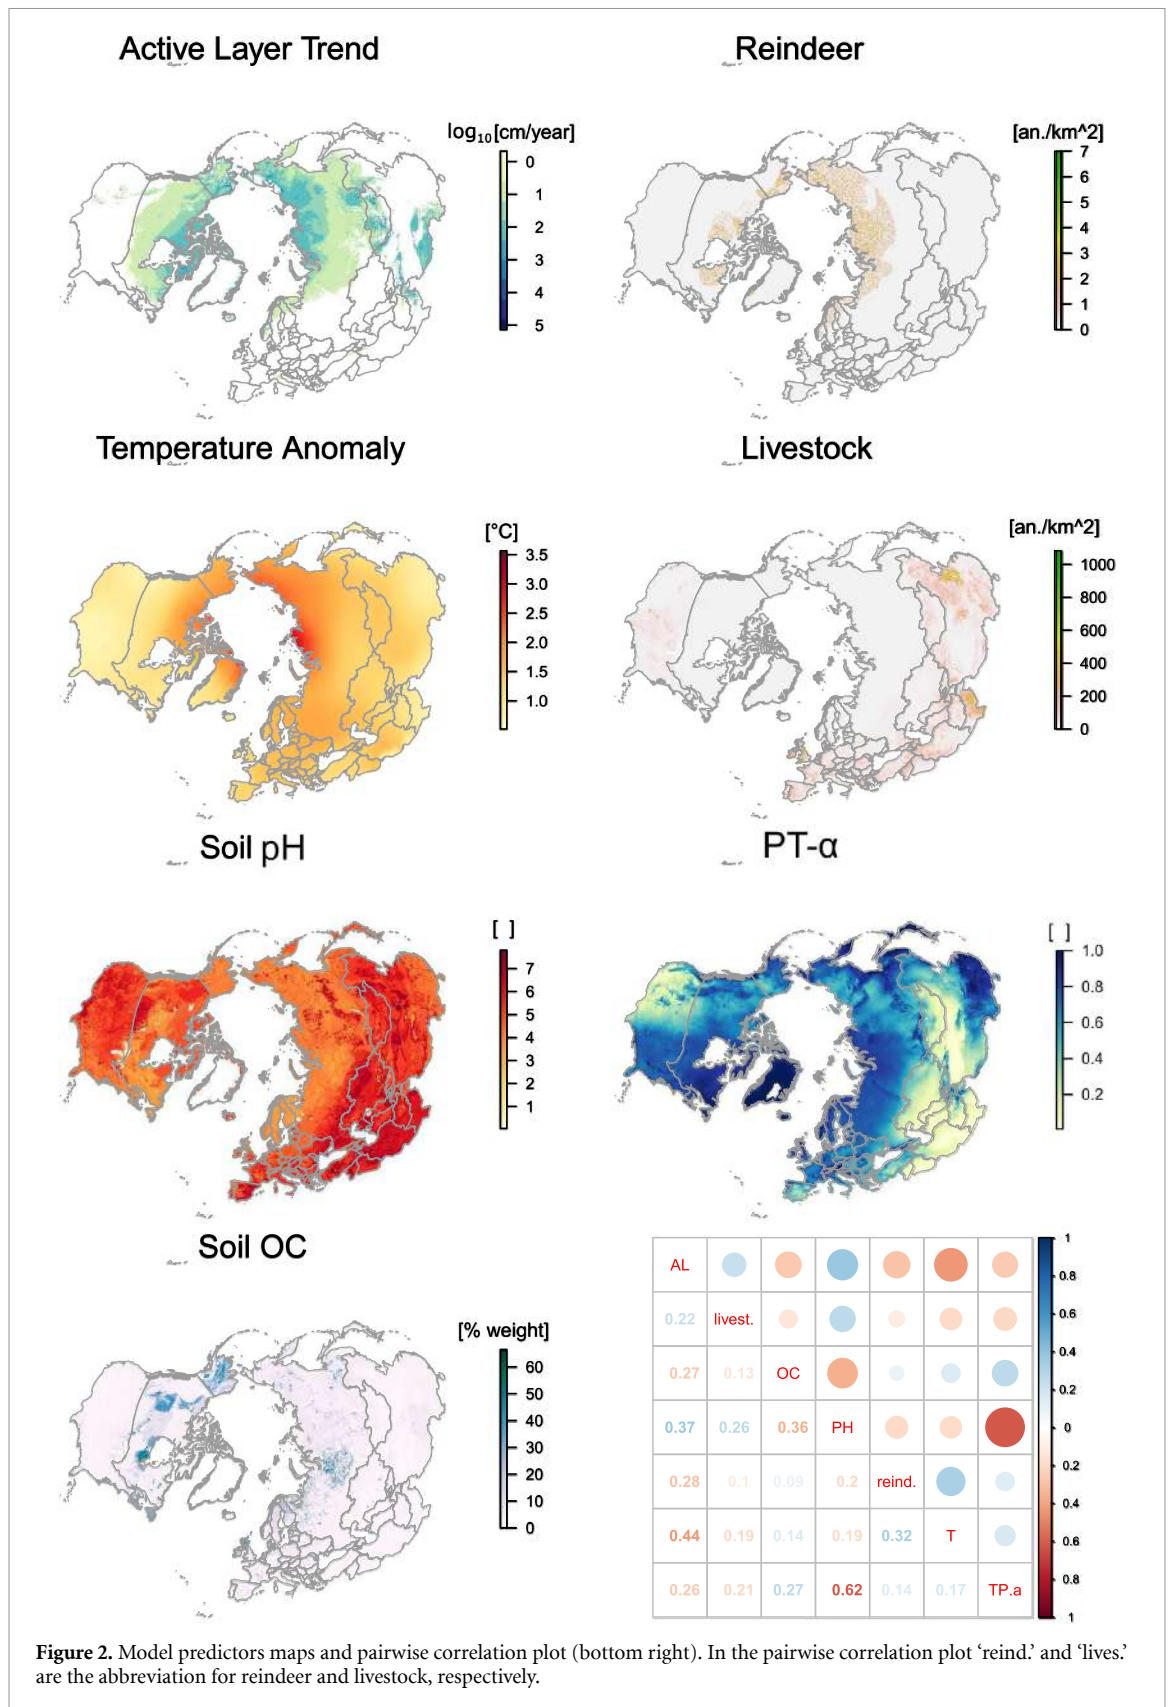 Active Layer Trend
Reindeer
log10[cm/year]
0
1
2
3
4
5
[an./km^2]
7
6
5
4
3
2
1
0
Temperature Anomaly
Livestock
[°C]
3.5
3.0
2.5
2.0
1.5
1.0
[an./km^2]
1000
800
600
400
200
0
Soil pH
PT-α
[ ]
7
6
5
4
3
2
1
[ ]
1.0
0.8
0.6
0.4
0.2
Soil OC
[% weight]
60
50
40
30
20
10
0
AL
0.22 livest.
0.27 0.13 OC
0.37 0.26 0.36 PH
0.28 0.1 0.09 0.2 reind.
0.44 0.19 0.14 0.19 0.32 T
0.26 0.21 0.27 0.62 0.14 0.17 TP.a
1
0.8
0.6
0.4
0.2
0
0.2
0.4
0.6
0.8
1
Figure 2. Model predictors maps and pairwise correlation plot (bottom right). In the pairwise correlation plot ‘reind.’ and ‘lives.’
are the abbreviation for reindeer and livestock, respectively.